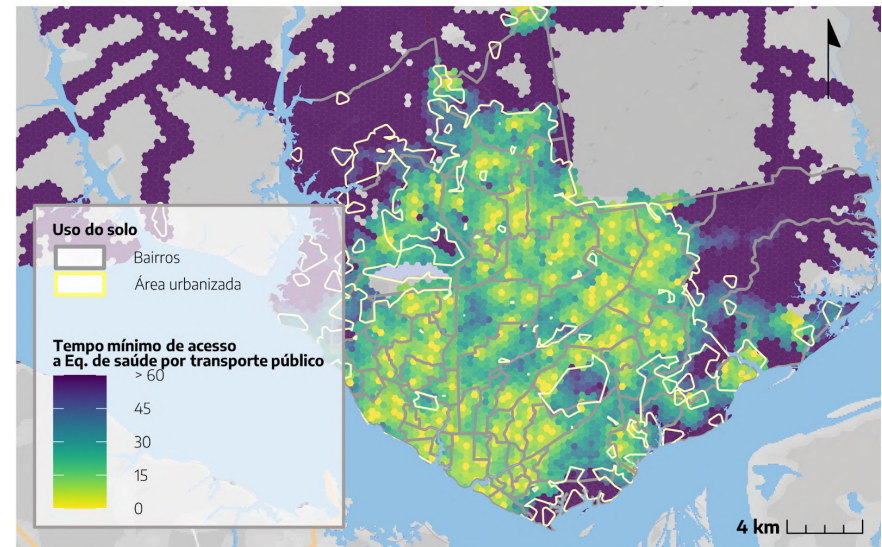 Uso do solo
Bairros
Área urbanizada
Tempo mínimo de acesso
a Eq. de saúde por transporte público
> 60
45
30
15
0
4 km